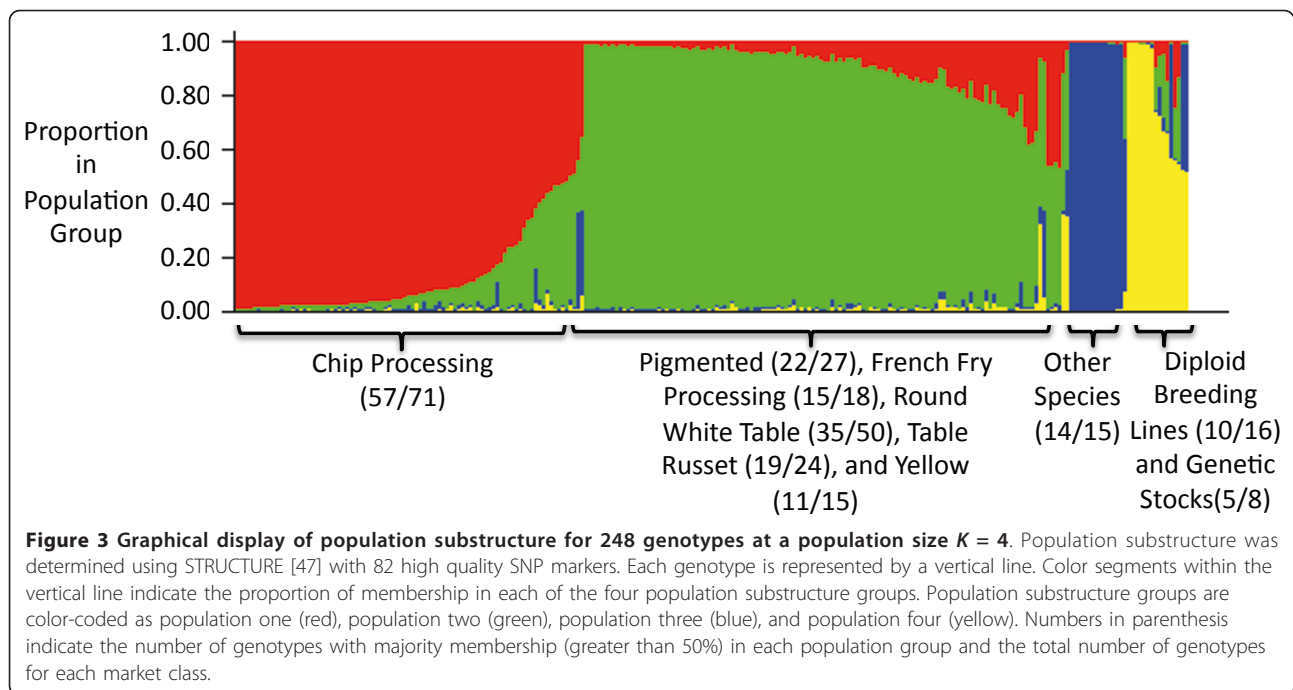 1.00
0.80
0.60
0.40
0.20
0.00
Proportion
in
Population
Group
Chip Processing
(57/71)
Pigmented (22/27), French Fry
Processing (15/18), Round
White Table (35/50), Table
Russet (19/24), and Yellow
(11/15)
Other
Species
(14/15)
Diploid
Breeding
Lines (10/16)
and Genetic
Stocks(5/8)
Figure 3 Graphical display of population substructure for 248 genotypes at a population size K = 4. Population substructure was
determined using STRUCTURE [47] with 82 high quality SNP markers. Each genotype is represented by a vertical line. Color segments within the
vertical line indicate the proportion of membership in each of the four population substructure groups. Population substructure groups are
color-coded as population one (red), population two (green), population three (blue), and population four (yellow). Numbers in parenthesis
indicate the number of genotypes with majority membership (greater than 50%) in each population group and the total number of genotypes
for each market class.